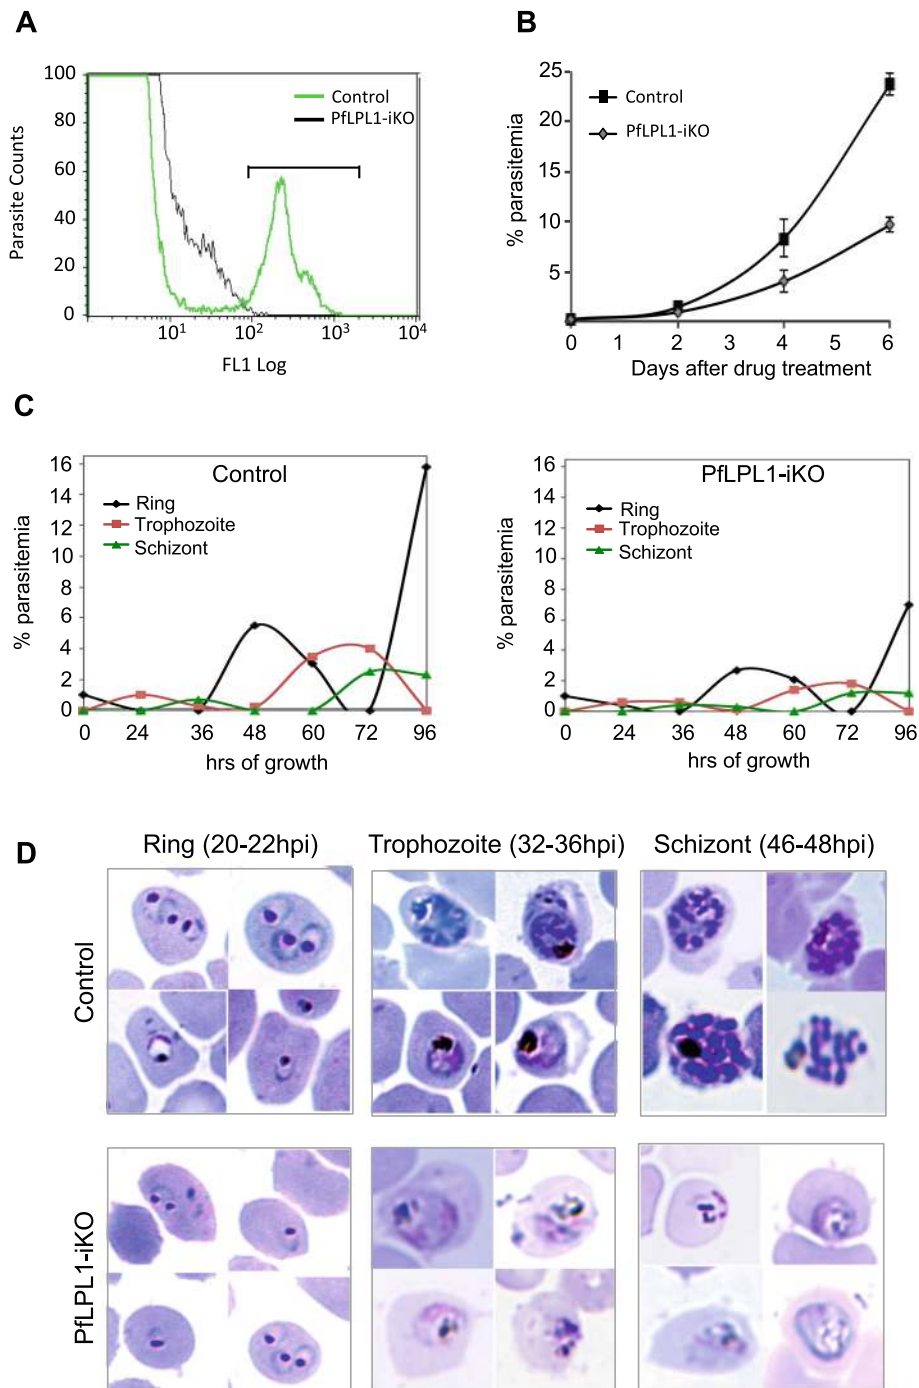 A
100
80
60
40
20
0
Parasite Counts
Control
PfLPL1-iKO
10¹ 10² 10³ 10⁴
FL1 Log
B
25
20
15
10
5
% parasitemia
Control
PfLPL1-iKO
0 1 2 3 4 5 6
Days after drug treatment
C
Control
16
14
12
10
8
6
4
2
0
% parasitemia
Ring
Trophozoite
Schizont
0 24 36 48 60 72 96
hrs of growth
PfLPL1-iKO
16
14
12
10
8
6
4
2
0
% parasitemia
Ring
Trophozoite
Schizont
0 24 36 48 60 72 96
hrs of growth
D
Ring (20-22hpi) Trophozoite (32-36hpi) Schizont (46-48hpi)
Control
PfLPL1-iKO